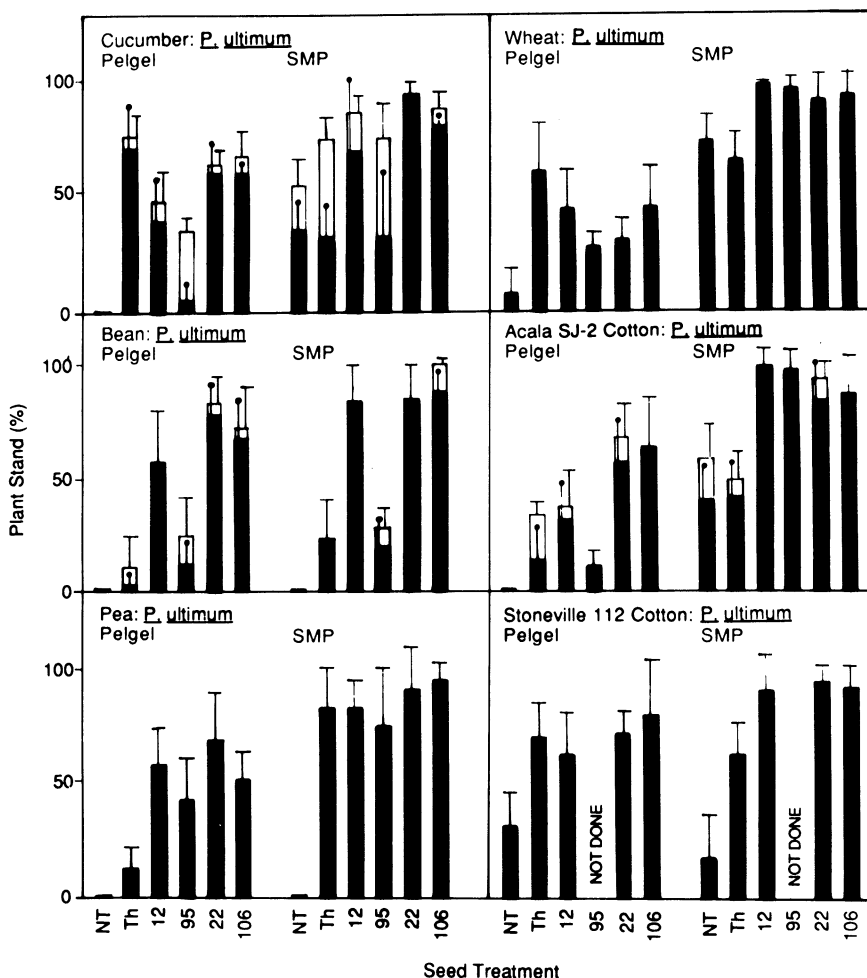 Cucumber: P. ultimum
Pelgel SMP
Wheat: P. ultimum
Pelgel SMP
100
50
0
Bean: P. ultimum
Pelgel SMP
Acala SJ-2 Cotton: P. ultimum
Pelgel SMP
100
50
0
Plant Stand (%)
Pea: P. ultimum
Pelgel SMP
Stoneville 112 Cotton: P. ultimum
Pelgel SMP
100
50
0
NOT DONE NOT DONE
NT Th 12 95 22 106 NT Th 12 95 22 106 NT Th 12 95 22 106 NT Th 12 95 22 106
Seed Treatment